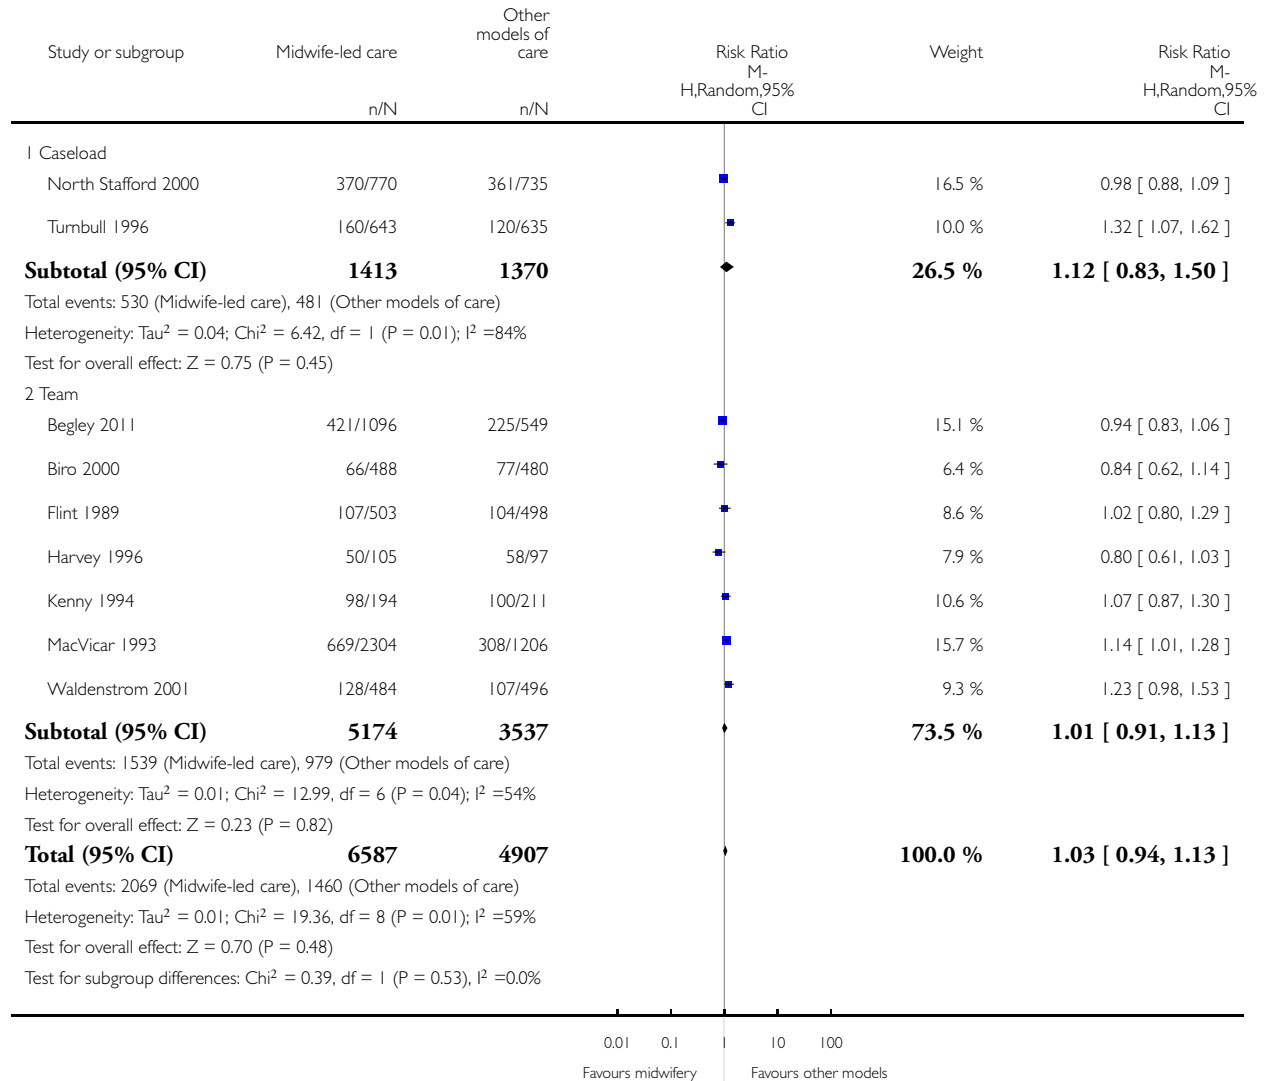 Study or subgroup Midwife-led care Other models of care Risk Ratio Weight Risk Ratio
n/N n/N M-H,Random,95% CI M-H,Random,95% CI
1 Caseload
North Stafford 2000 370/770 361/735 16.5 % 0.98 [ 0.88, 1.09 ]
Turnbull 1996 160/643 120/635 10.0 % 1.32 [ 1.07, 1.62 ]
Subtotal (95% CI) 1413 1370 26.5 % 1.12 [ 0.83, 1.50 ]
Total events: 530 (Midwife-led care), 481 (Other models of care)
Heterogeneity: Tau² = 0.04; Chi² = 6.42, df = 1 (P = 0.01); I² =84%
Test for overall effect: Z = 0.75 (P = 0.45)
2 Team
Begley 2011 421/1096 225/549 15.1 % 0.94 [ 0.83, 1.06 ]
Biro 2000 66/488 77/480 6.4 % 0.84 [ 0.62, 1.14 ]
Flint 1989 107/503 104/498 8.6 % 1.02 [ 0.80, 1.29 ]
Harvey 1996 50/105 58/97 7.9 % 0.80 [ 0.61, 1.03 ]
Kenny 1994 98/194 100/211 10.6 % 1.07 [ 0.87, 1.30 ]
MacVicar 1993 669/2304 308/1206 15.7 % 1.14 [ 1.01, 1.28 ]
Waldenstrom 2001 128/484 107/496 9.3 % 1.23 [ 0.98, 1.53 ]
Subtotal (95% CI) 5174 3537 73.5 % 1.01 [ 0.91, 1.13 ]
Total events: 1539 (Midwife-led care), 979 (Other models of care)
Heterogeneity: Tau² = 0.01; Chi² = 12.99, df = 6 (P = 0.04); I² =54%
Test for overall effect: Z = 0.23 (P = 0.82)
Total (95% CI) 6587 4907 100.0 % 1.03 [ 0.94, 1.13 ]
Total events: 2069 (Midwife-led care), 1460 (Other models of care)
Heterogeneity: Tau² = 0.01; Chi² = 19.36, df = 8 (P = 0.01); I² =59%
Test for overall effect: Z = 0.70 (P = 0.48)
Test for subgroup differences: Chi² = 0.39, df = 1 (P = 0.53), I² =0.0%
0.01 0.1 1 10 100
Favours midwifery Favours other models